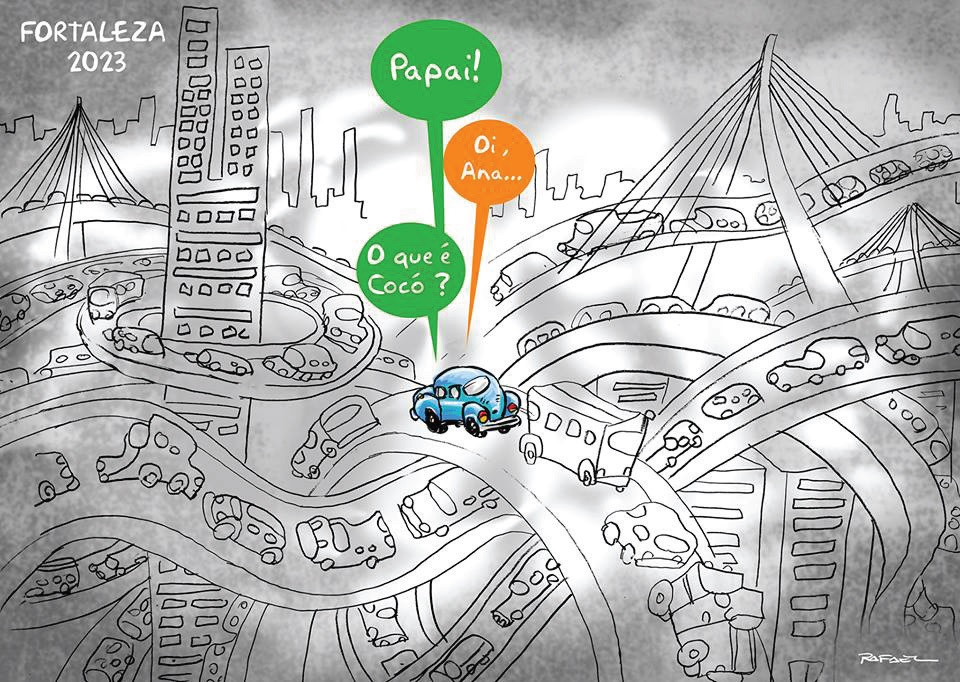 FORTALEZA
2023
Papai!
Oi,
Ana...
O que é
Cocó?
RAFAEL